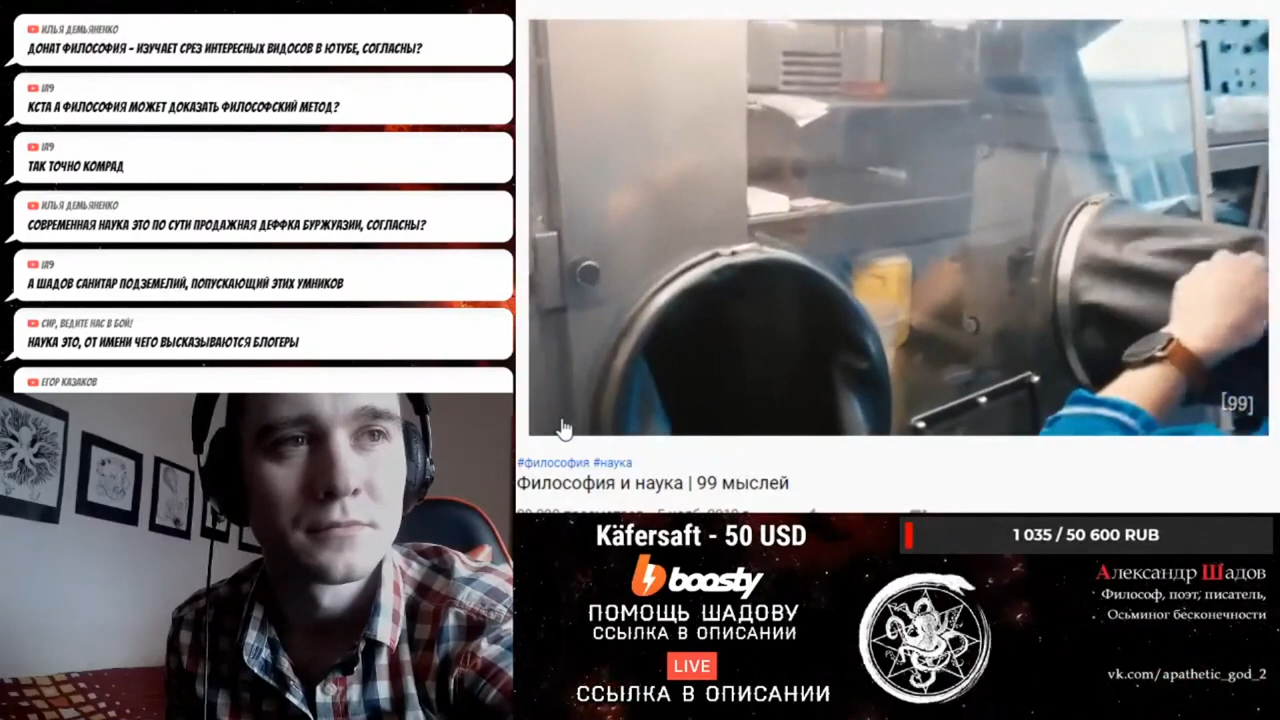 ИЛЬЯ ДЕМЬЯНЕНКО
ДОНАТ ФИЛОСОФИЯ - ИЗУЧАЕТ СРЕЗ ИНТЕРЕСНЫХ ВИДОСОВ В ЮТУБЕ, СОГЛАСНЫ?
IA9
КСТА А ФИЛОСОФИЯ МОЖЕТ ДОКАЗАТЬ ФИЛОСОФСКИЙ МЕТОД?
IA9
ТАК ТОЧНО КОМРАД
ИЛЬЯ ДЕМЬЯНЕНКО
СОВРЕМЕННАЯ НАУКА ЭТО ПО СУТИ ПРОДАЖНАЯ ДЕФФКА БУРЖУАЗИИ, СОГЛАСНЫ?
IA9
А ШАДОВ САНИТАР ПОДЗЕМЕЛИЙ, ПОПУСКАЮЩИЙ ЭТИХ УМНИКОВ
СИР, ВЕДИТЕ НАС В БОЙ!
НАУКА ЭТО, ОТ ИМЕНИ ЧЕГО ВЫСКАЗЫВАЮТСЯ БЛОГЕРЫ
ЕГОР КАЗАКОВ
[99]
#философия #наука
Философия и наука | 99 мыслей
Käfersaft - 50 USD
boosty
ПОМОЩЬ ШАДОВУ
ССЫЛКА В ОПИСАНИИ
LIVE
ССЫЛКА В ОПИСАНИИ
1 035 / 50 600 RUB
Александр Шадов
Философ, поэт, писатель,
Осьминог бесконечности
vk.com/apathetic_god_2